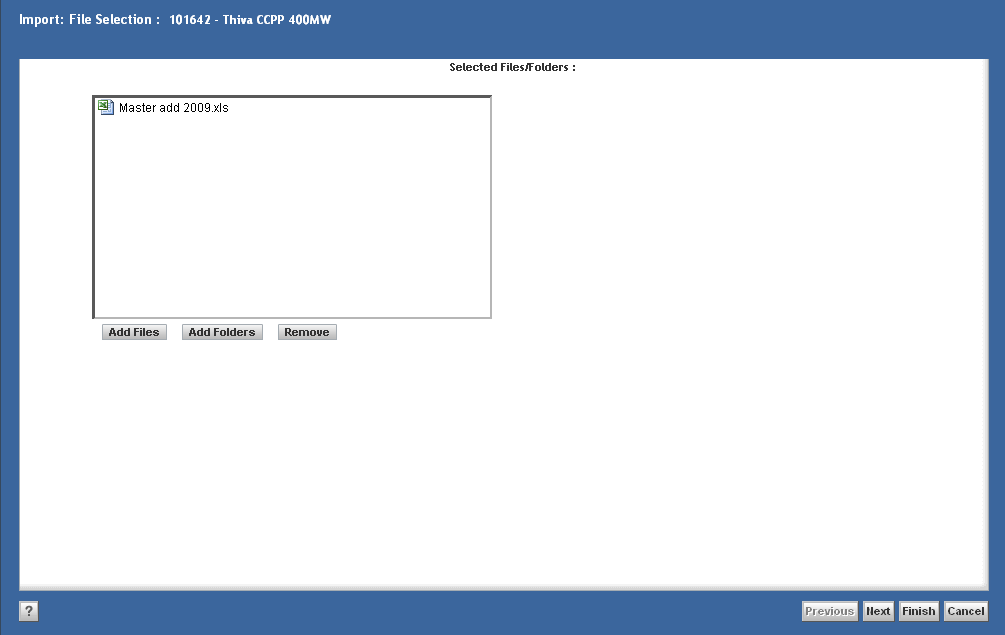 Import: File Selection : 101642 - Thiva CCPP 400MW
Selected Files/Folders :
Master add 2009.xls
Add Files Add Folders Remove
? Previous Next Finish Cancel